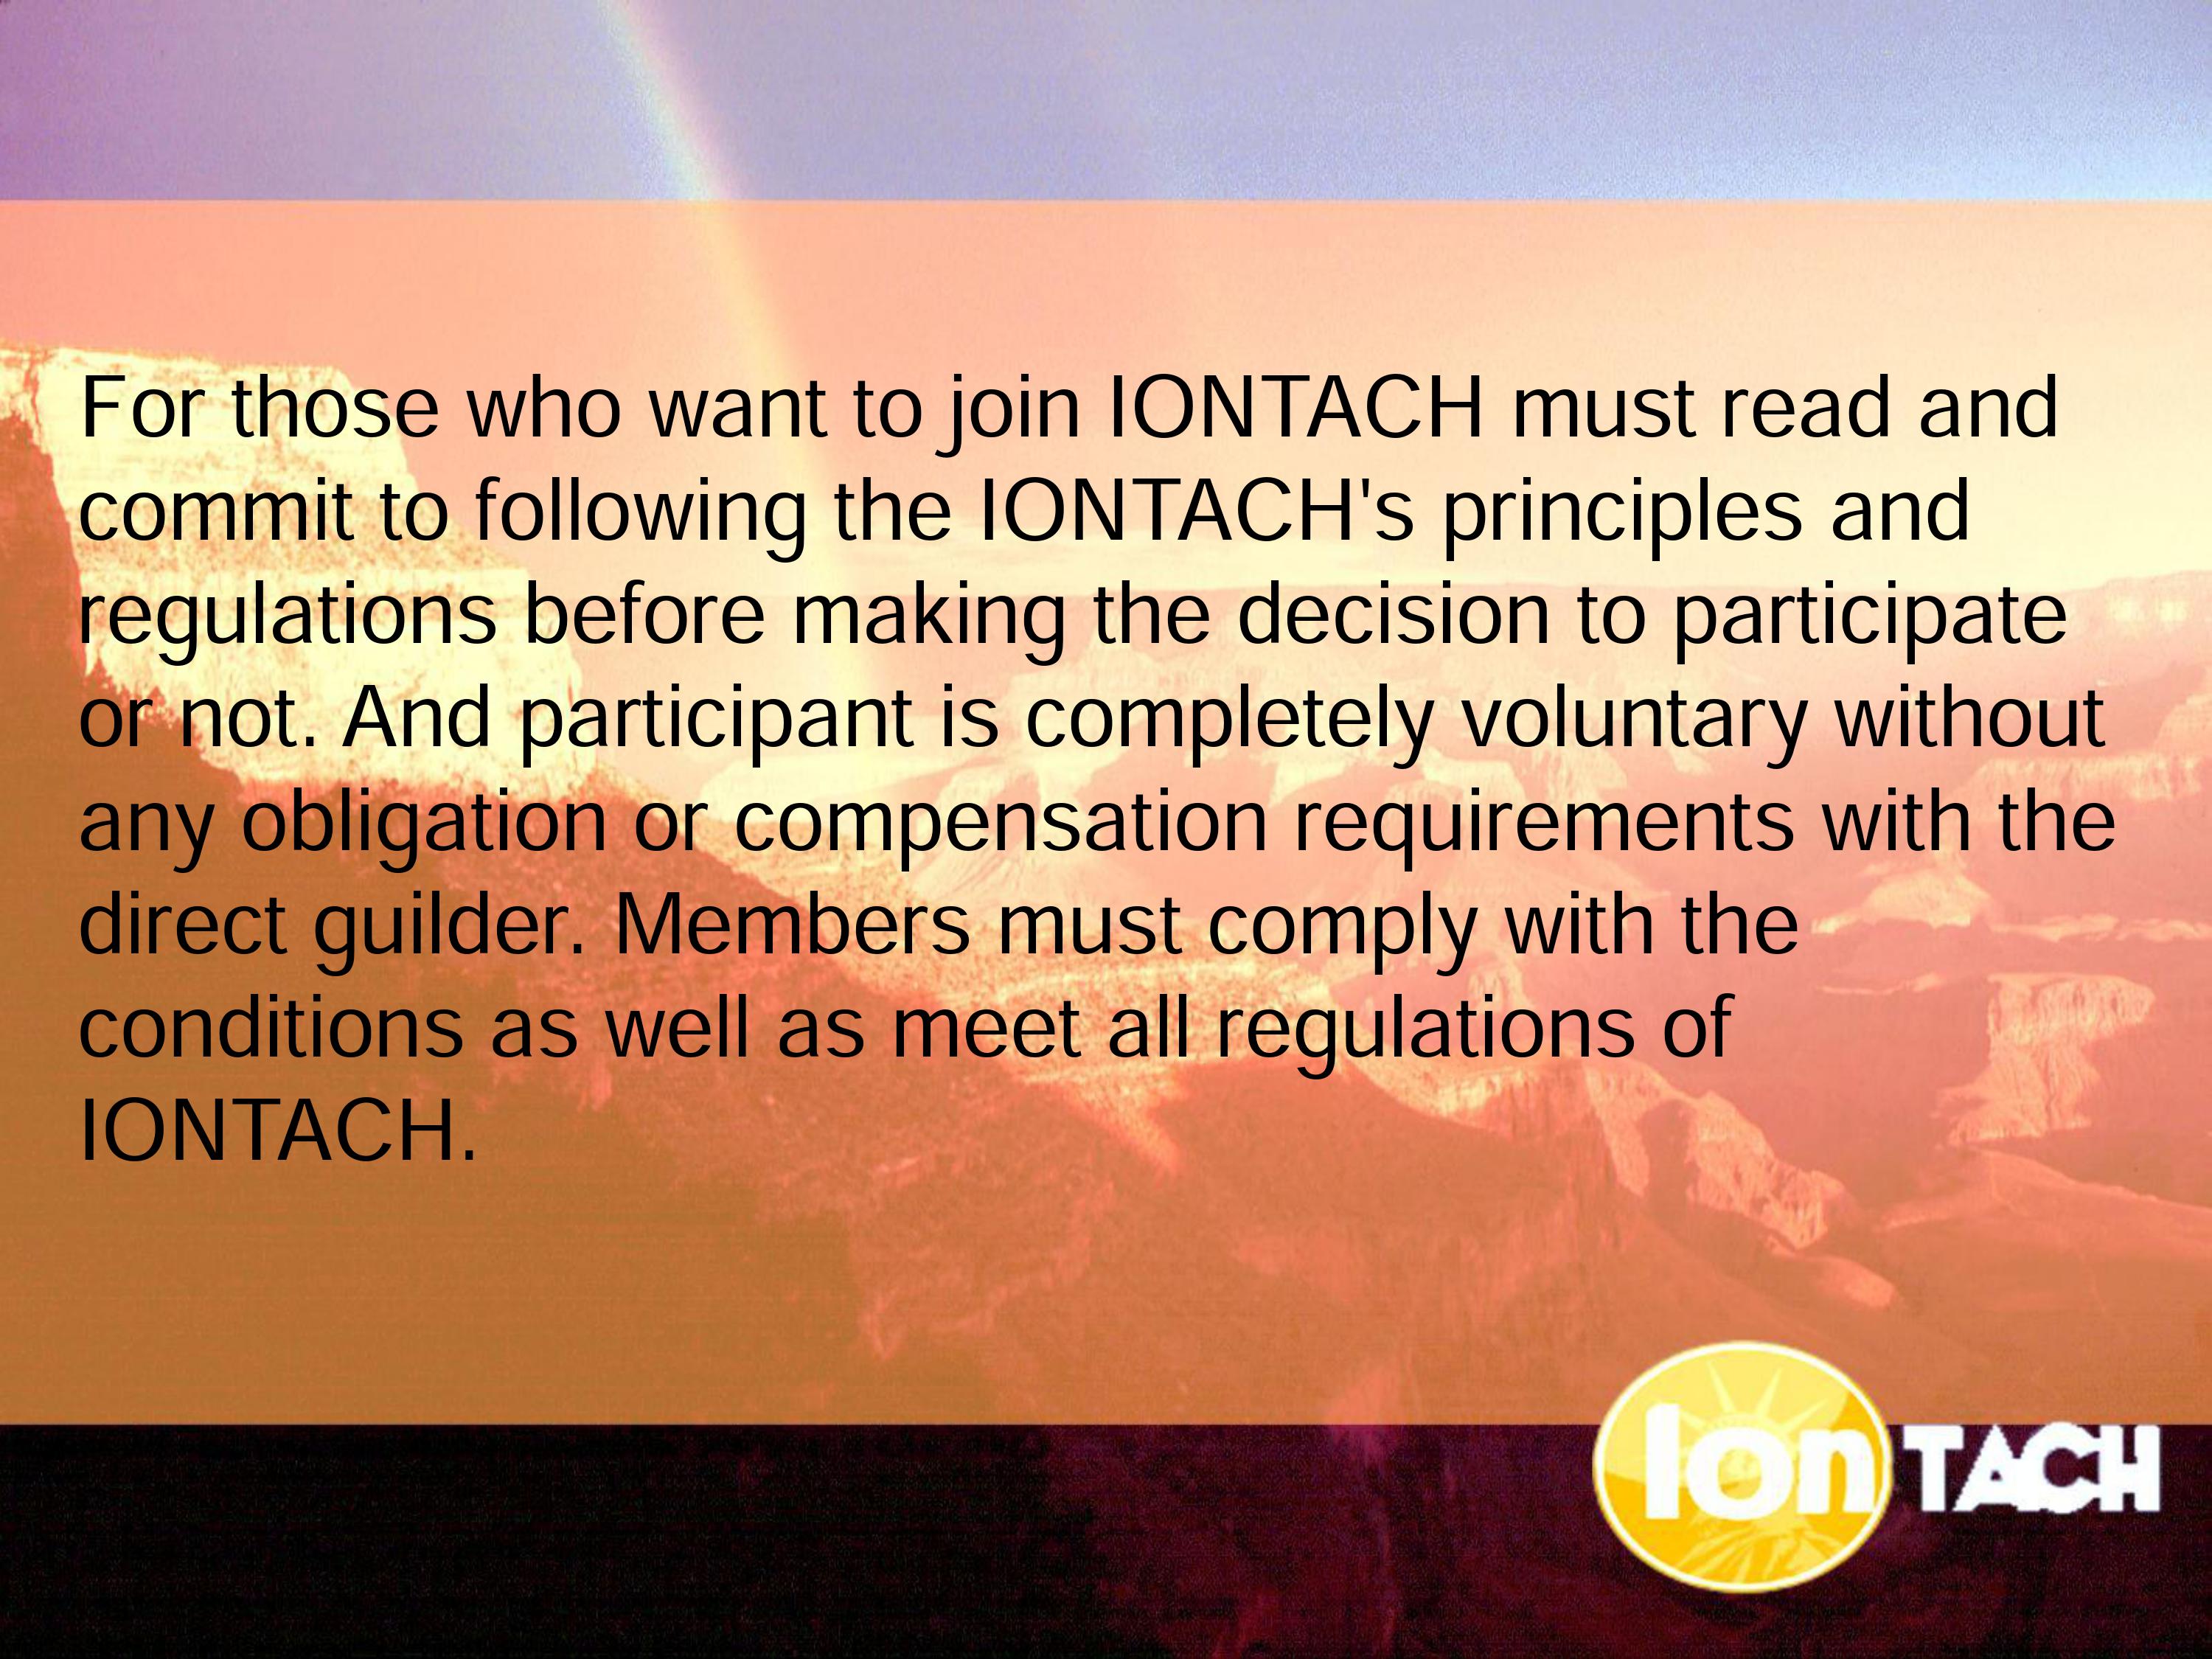 For those who want to join IONTACH must read and
commit to following the IONTACH's principles and
regulations before making the decision to participate
or not. And participant is completely voluntary without
any obligation or compensation requirements with the
direct guilder. Members must comply with the
conditions as well as meet all regulations of
IONTACH.
Ion TACH